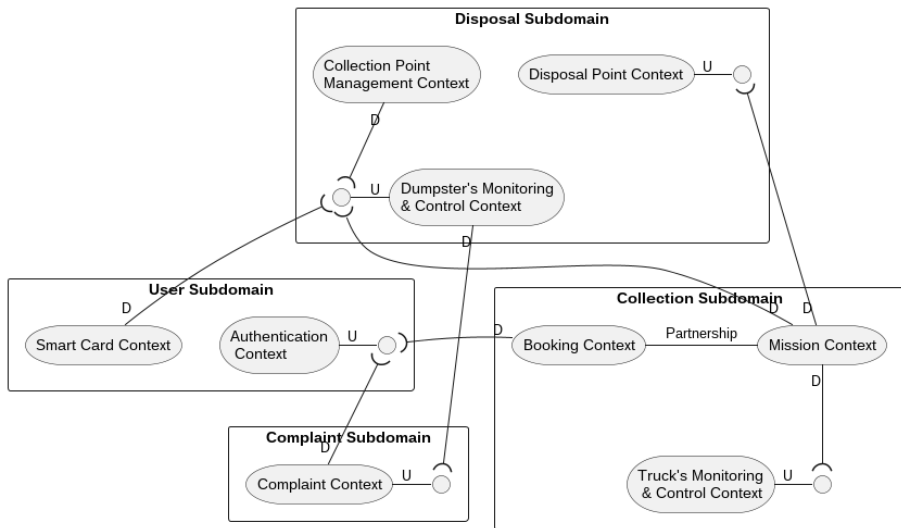 Disposal Subdomain
Collection Point
Management Context
Disposal Point Context
U
D
U
Dumpster's Monitoring
& Control Context
D
User Subdomain
D
Smart Card Context
Authentication
Context
U
Collection Subdomain
D
D
D
Booking Context
Partnership
Mission Context
D
Complaint Subdomain
D
Complaint Context
U
Truck's Monitoring
& Control Context
U